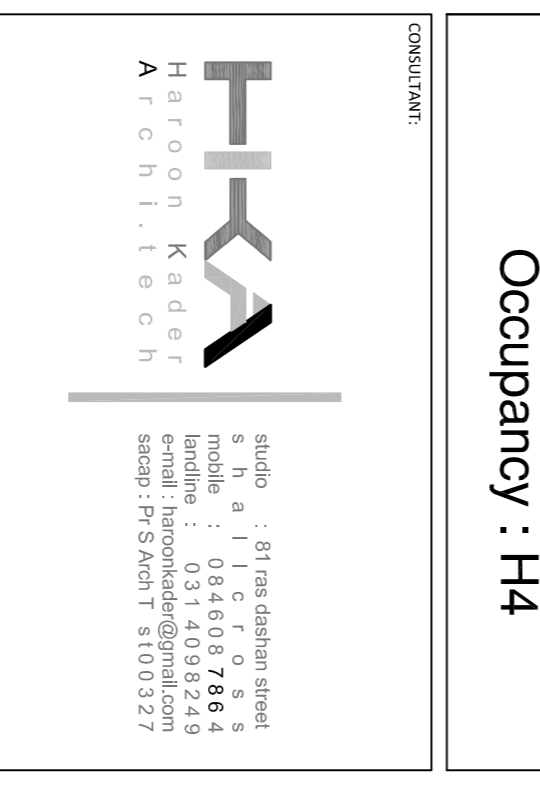 Occupancy : H4
CONSULTANT:
HKA
Haroon Kader
Archi.tech
studio : 81 ras dashan street
shallcross
mobile : 0846087864
landline : 0314098249
e-mail : haroonkader@gmail.com
sacap : Pr S Arch T st00327